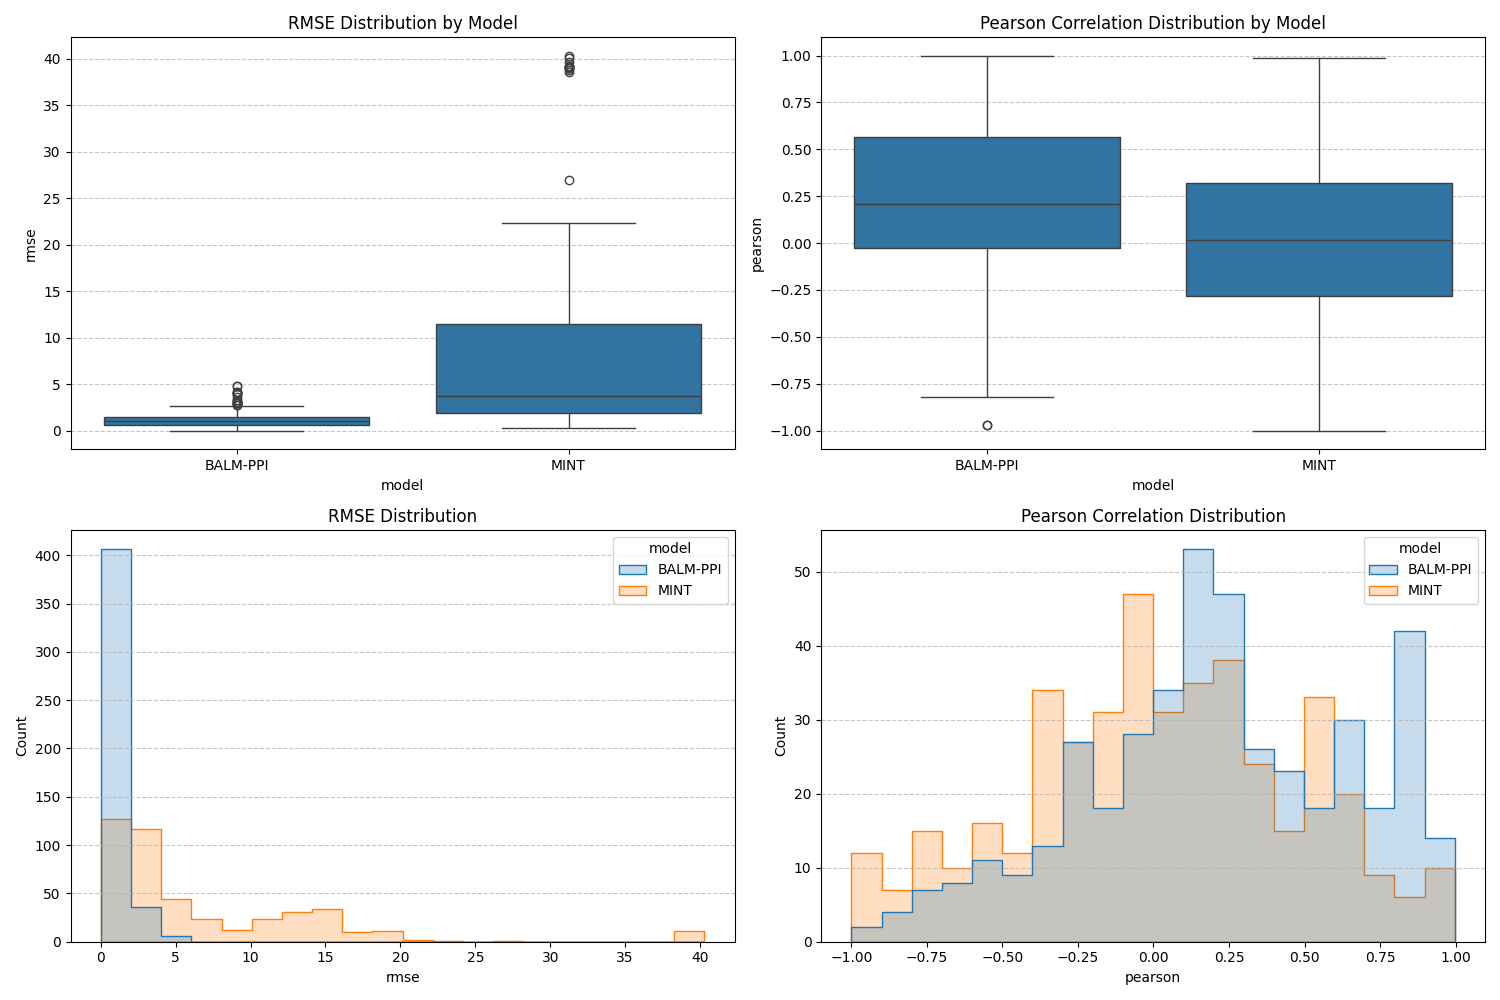 RMSE Distribution by Model
rmse
40
35
30
25
20
15
10
5
0
BALM-PPI
MINT
model
Pearson Correlation Distribution by Model
pearson
1.00
0.75
0.50
0.25
0.00
−0.25
−0.50
−0.75
−1.00
BALM-PPI
MINT
model
RMSE Distribution
Count
400
350
300
250
200
150
100
50
0
model
BALM-PPI
MINT
0 5 10 15 20 25 30 35 40
rmse
Pearson Correlation Distribution
Count
50
40
30
20
10
0
model
BALM-PPI
MINT
−1.00 −0.75 −0.50 −0.25 0.00 0.25 0.50 0.75 1.00
pearson